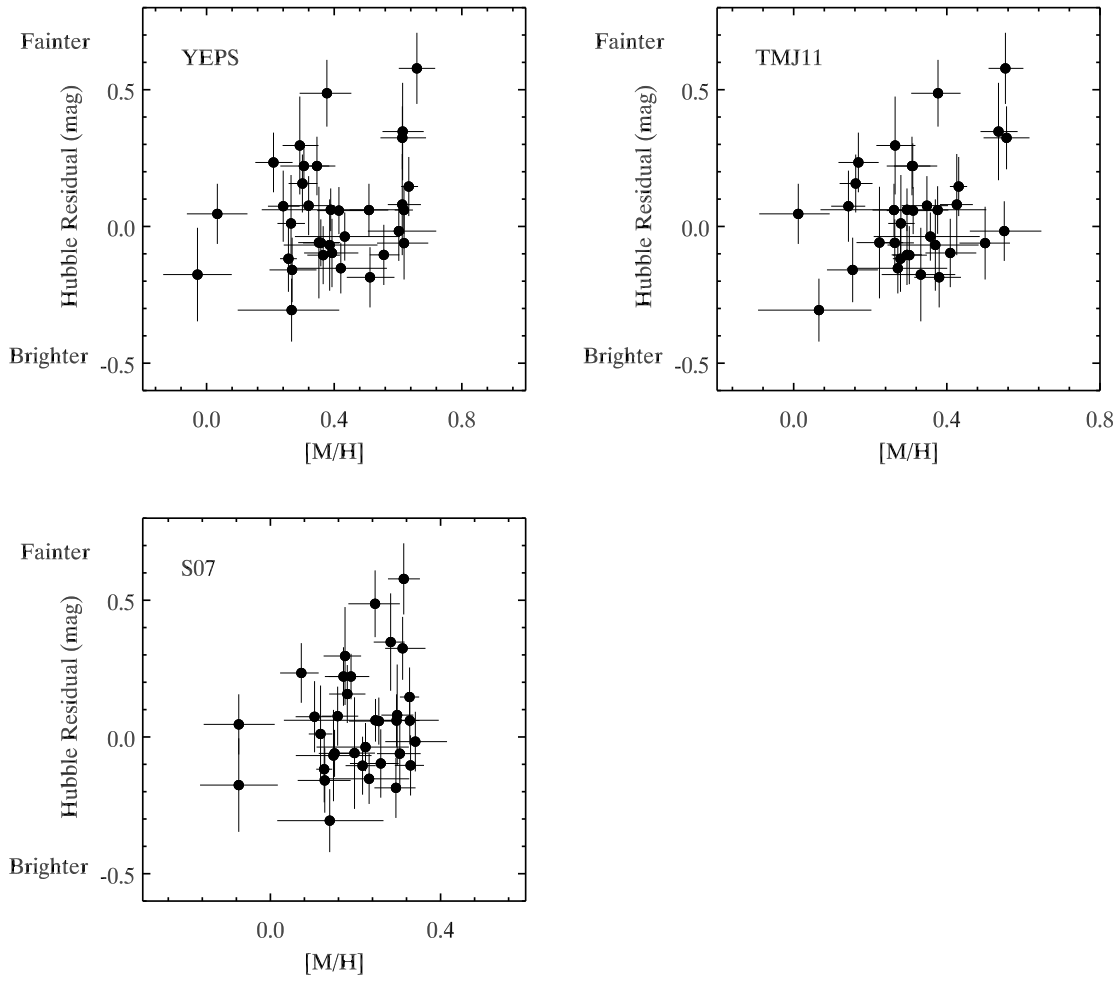 Fainter
YEPS
0.5
Hubble Residual (mag)
0.0
Brighter
-0.5
0.0 0.4 0.8
[M/H]
Fainter
TMJ11
0.5
Hubble Residual (mag)
0.0
Brighter
-0.5
0.0 0.4 0.8
[M/H]
Fainter
S07
0.5
Hubble Residual (mag)
0.0
Brighter
-0.5
0.0 0.4
[M/H]